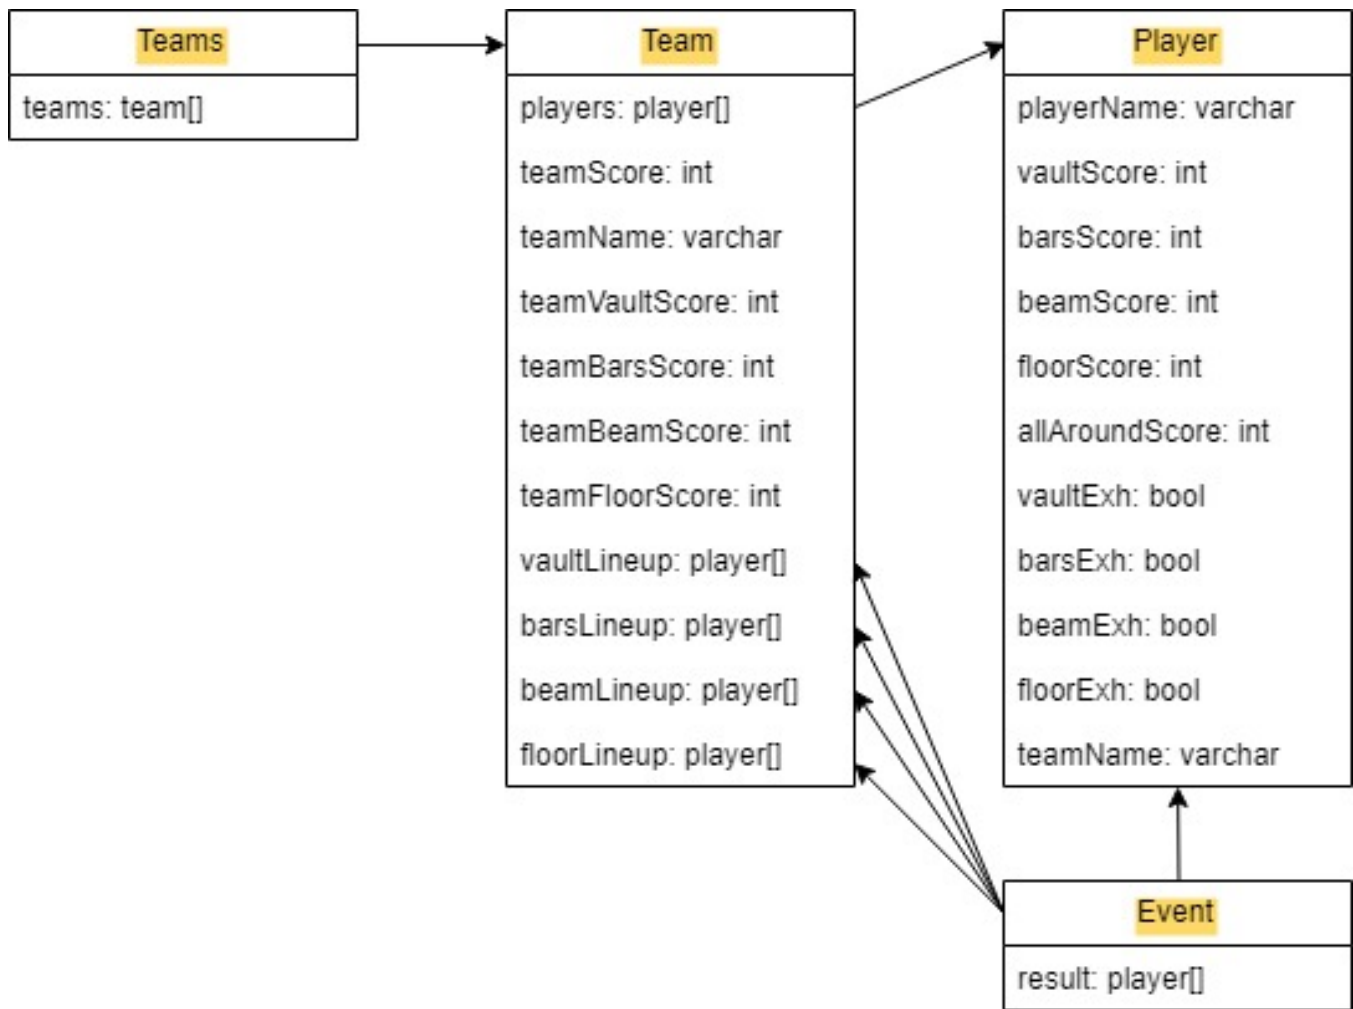 Teams
teams: team[]
Team
players: player[]
teamScore: int
teamName: varchar
teamVaultScore: int
teamBarsScore: int
teamBeamScore: int
teamFloorScore: int
vaultLineup: player[]
barsLineup: player[]
beamLineup: player[]
floorLineup: player[]
Player
playerName: varchar
vaultScore: int
barsScore: int
beamScore: int
floorScore: int
allAroundScore: int
vaultExh: bool
barsExh: bool
beamExh: bool
floorExh: bool
teamName: varchar
Event
result: player[]